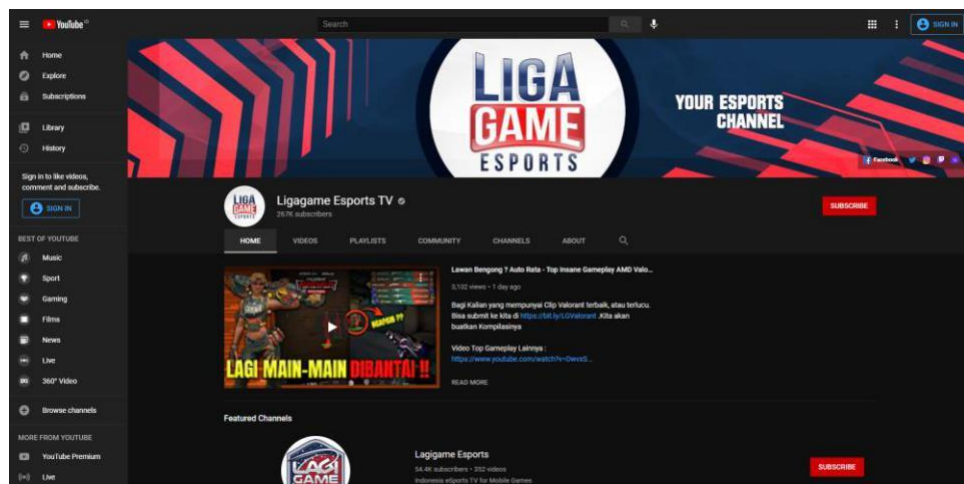 YouTube
Search
SIGN IN
Home
Explore
Subscriptions
Library
History
Sign in to like videos,
comment and subscribe.
SIGN IN
BEST OF YOUTUBE
Music
Sport
Gaming
Films
News
Live
360° Video
Browse channels
MORE FROM YOUTUBE
YouTube Premium
Live
LIGA
GAME
ESPORTS
YOUR ESPORTS
CHANNEL
Facebook
LIGA
GAME
ESPORTS
Ligagame Esports TV
267K subscribers
SUBSCRIBE
HOME VIDEOS PLAYLISTS COMMUNITY CHANNELS ABOUT
NGAPAIN ??
LAGI MAIN-MAIN DIBANTAI !!
Lawan Bengong ? Auto Rata - Top Insane Gameplay AMD Valo...
3,102 views • 1 day ago
Bagi Kalian yang mempunyai Clip Valorant terbaik, atau terlucu.
Bisa submit ke kita di https://bit.ly/LGValorant .Kita akan
buatkan Kompilasinya
Video Top Gameplay Lainnya :
https://www.youtube.com/watch?v=
READ MORE
Featured Channels
LAGI
GAME
Lagigame Esports
54.4K subscribers • 352 videos
Indonesia eSports TV for Mobile Games
SUBSCRIBE